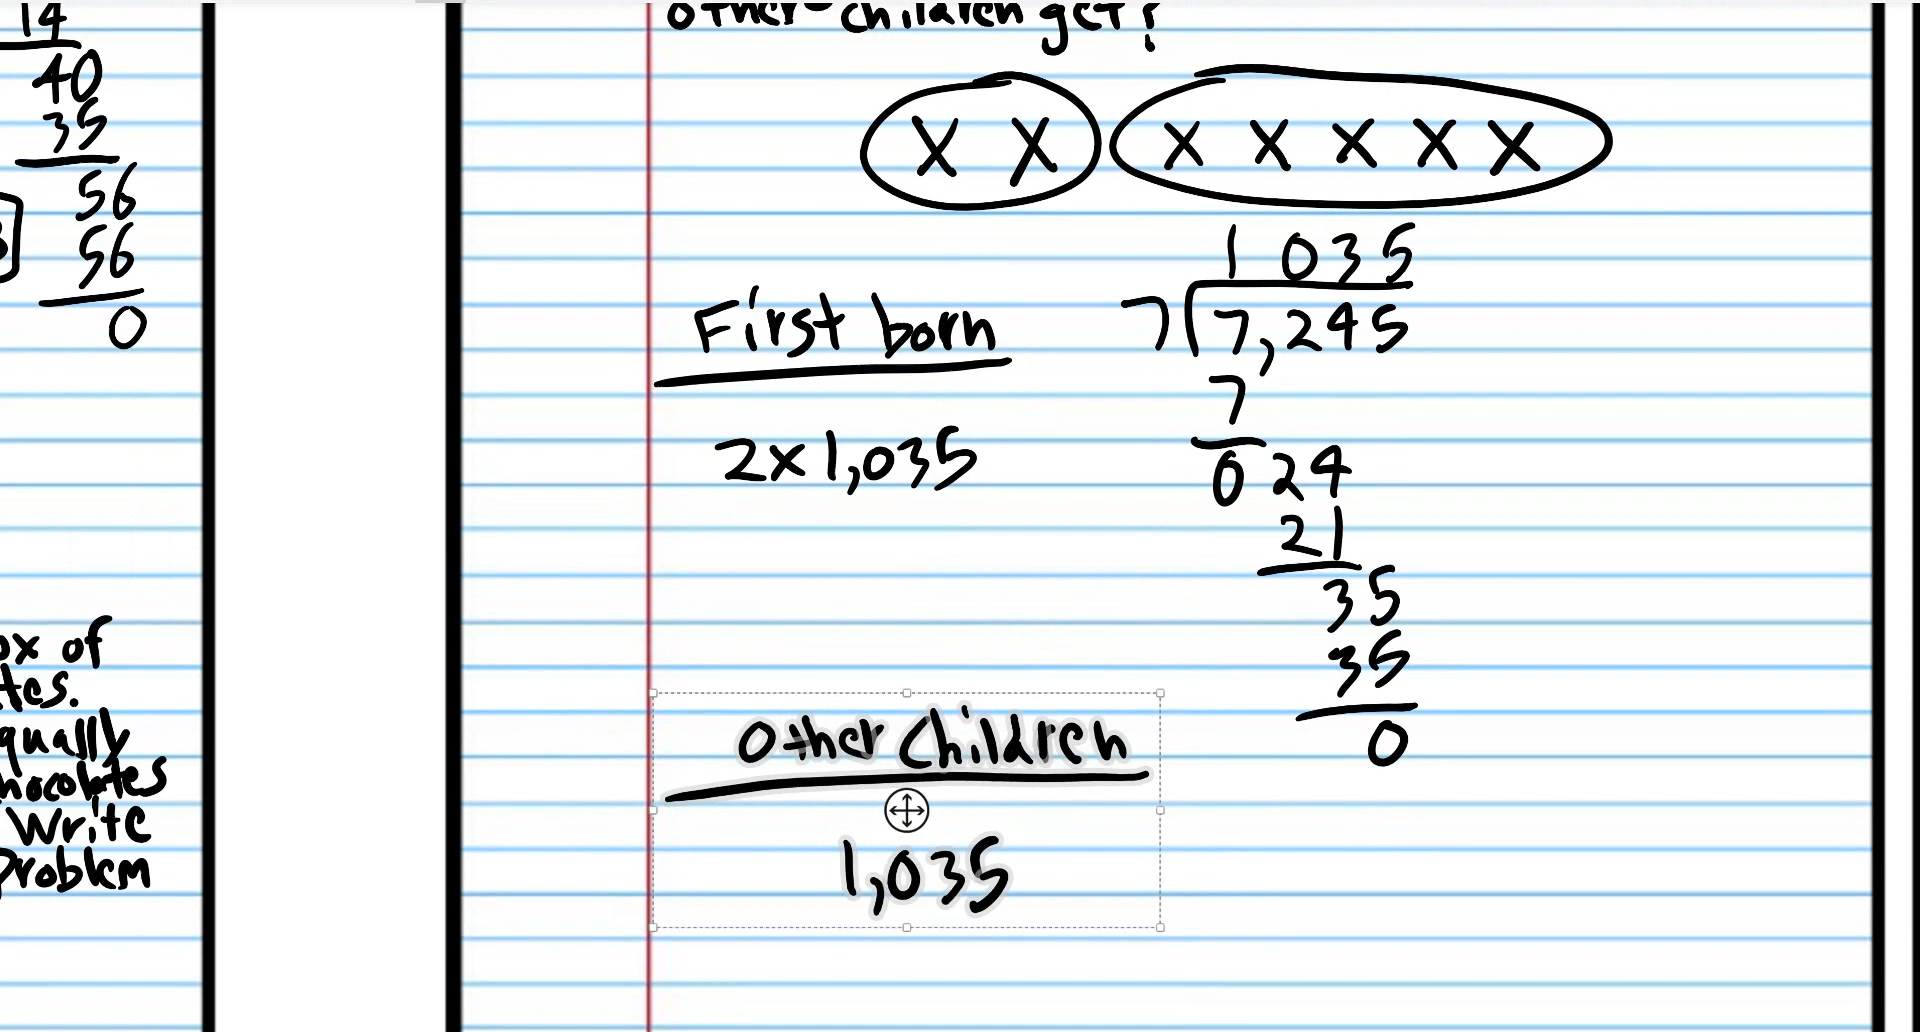 14
40
35
56
56
0
ox of
tes.
qually
hocolates
Write
Problem
other children get?
X X X X X X X
1 035
7 7,245
7
0 24
21
35
35
0
First born
2x1,035
Other Children
1,035